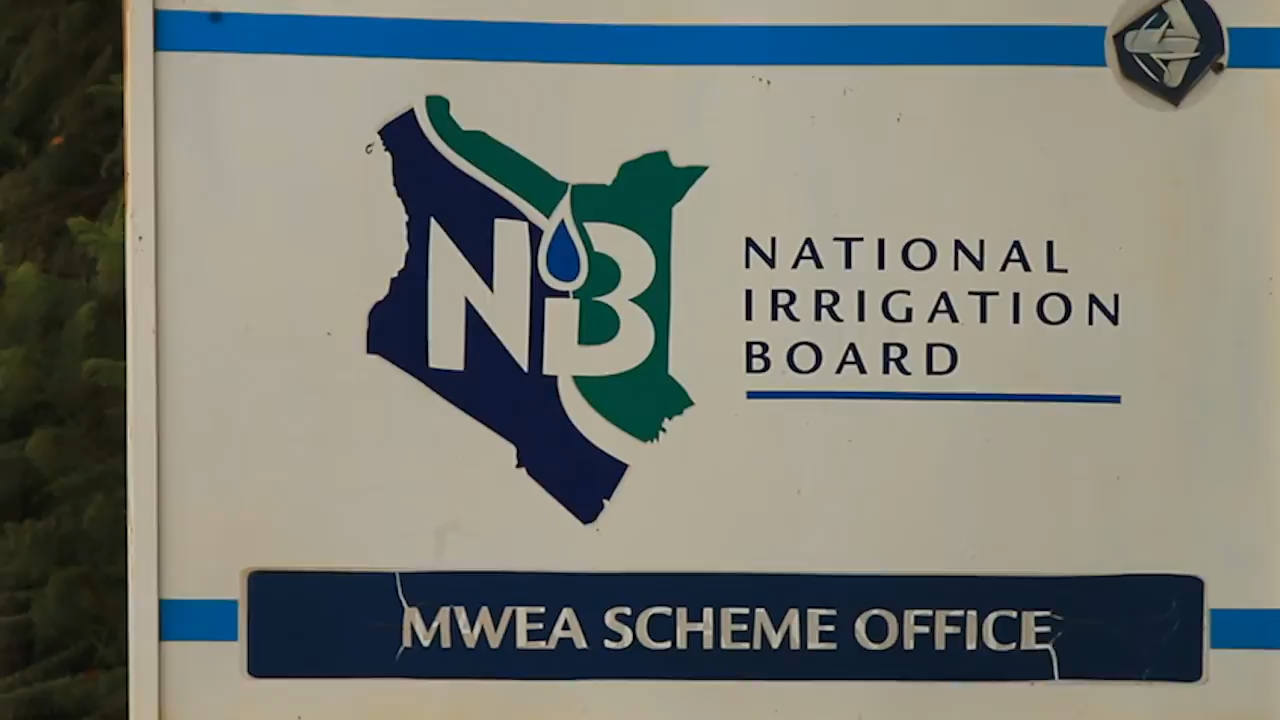 NiB
NATIONAL
IRRIGATION
BOARD
MWEA SCHEME OFFICE